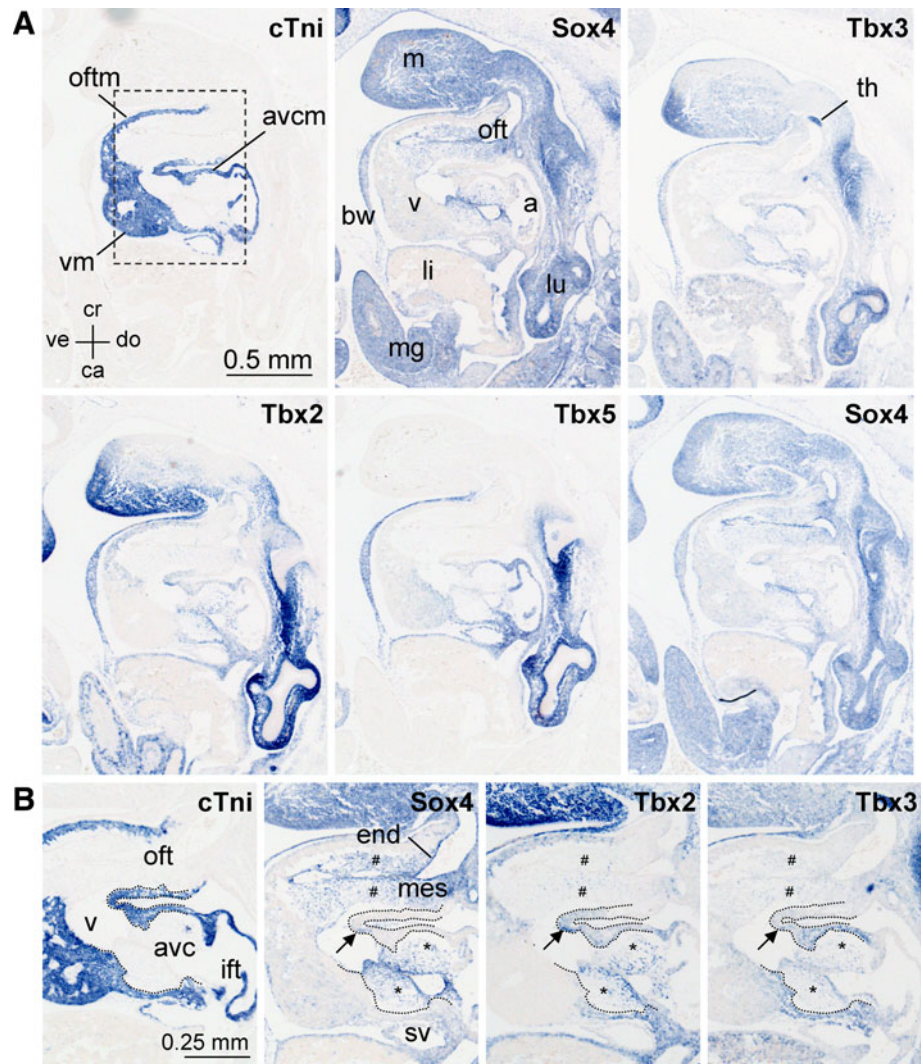 A
cTni
Sox4
Tbx3
oftm
avcm
vm
cr
ve do
ca
0.5 mm
m
oft
bw
v
a
li
lu
mg
th
Tbx2
Tbx5
Sox4
B
cTni
Sox4
Tbx2
Tbx3
oft
v
avc
ift
0.25 mm
end
#
#
mes
*
*
sv
#
#
*
*
#
#
*
*